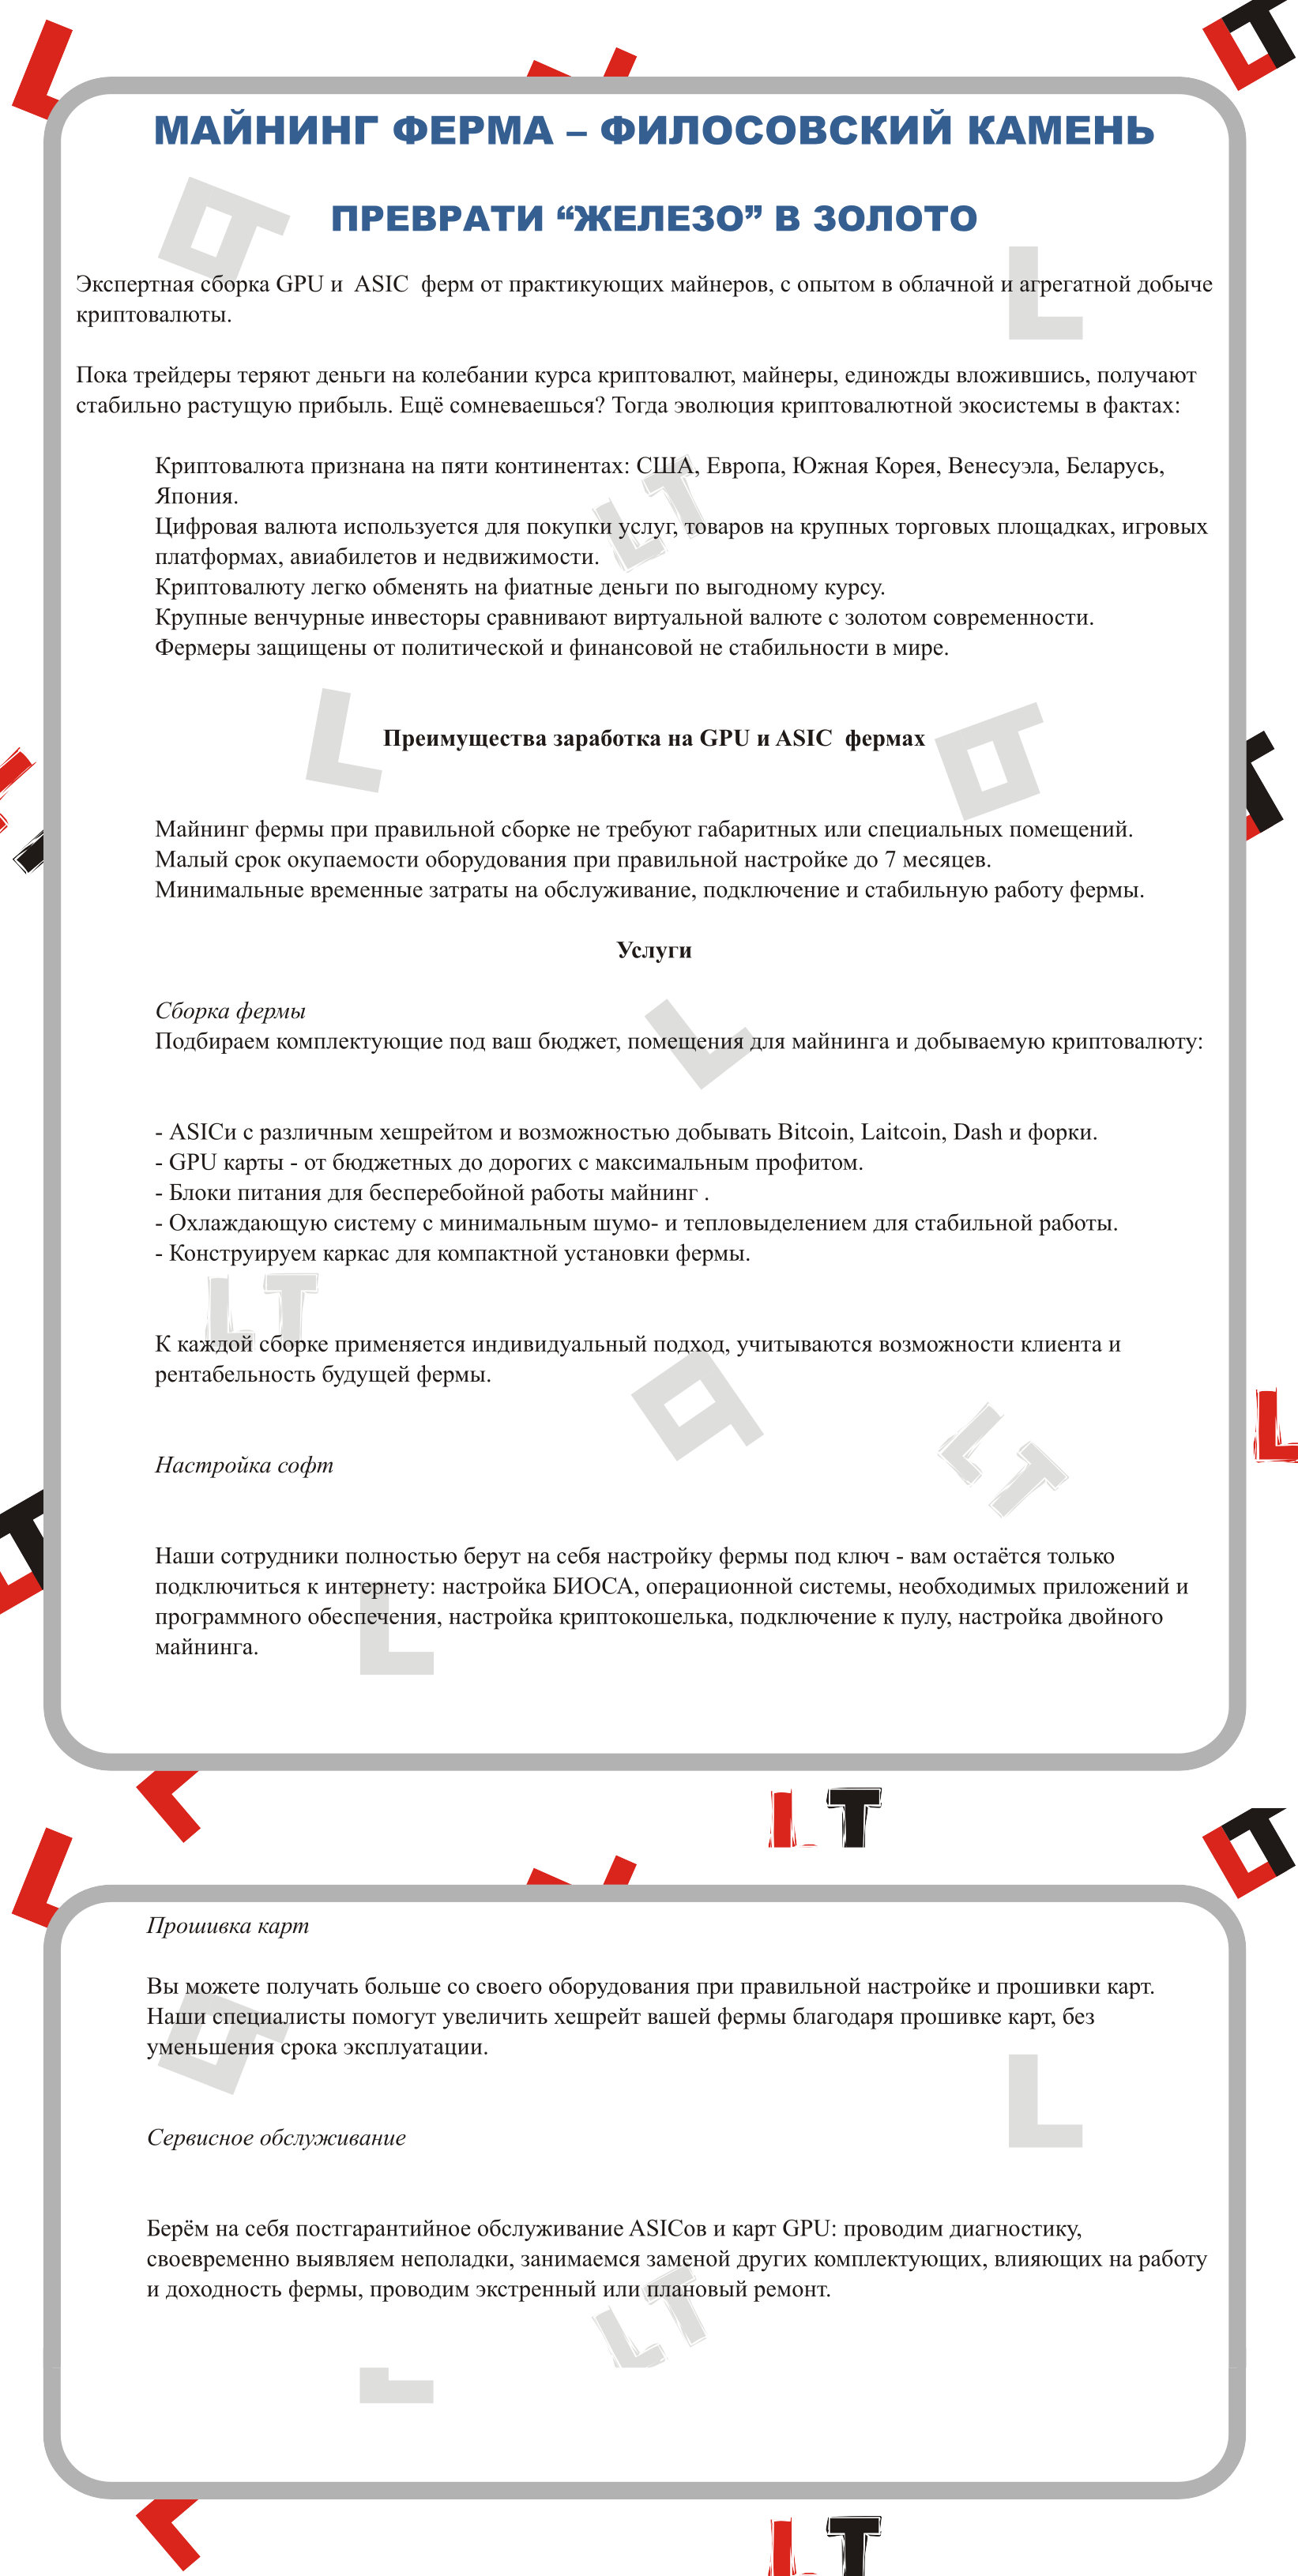 МАЙНИНГ ФЕРМА – ФИЛОСОВСКИЙ КАМЕНЬ
ПРЕВРАТИ “ЖЕЛЕЗО” В ЗОЛОТО
Экспертная сборка GPU и ASIC ферм от практикующих майнеров, с опытом в облачной и агрегатной добыче
криптовалюты.
Пока трейдеры теряют деньги на колебании курса криптовалют, майнеры, единожды вложившись, получают
стабильно растущую прибыль. Ещё сомневаешься? Тогда эволюция криптовалютной экосистемы в фактах:
Криптовалюта признана на пяти континентах: США, Европа, Южная Корея, Венесуэла, Беларусь,
Япония.
Цифровая валюта используется для покупки услуг, товаров на крупных торговых площадках, игровых
платформах, авиабилетов и недвижимости.
Криптовалюту легко обменять на фиатные деньги по выгодному курсу.
Крупные венчурные инвесторы сравнивают виртуальной валюте с золотом современности.
Фермеры защищены от политической и финансовой не стабильности в мире.
Преимущества заработка на GPU и ASIC фермах
Майнинг фермы при правильной сборке не требуют габаритных или специальных помещений.
Малый срок окупаемости оборудования при правильной настройке до 7 месяцев.
Минимальные временные затраты на обслуживание, подключение и стабильную работу фермы.
Услуги
Сборка фермы
Подбираем комплектующие под ваш бюджет, помещения для майнинга и добываемую криптовалюту:
- ASICи с различным хешрейтом и возможностью добывать Bitcoin, Laitcoin, Dash и форки.
- GPU карты - от бюджетных до дорогих с максимальным профитом.
- Блоки питания для бесперебойной работы майнинг .
- Охлаждающую систему с минимальным шумо- и тепловыделением для стабильной работы.
- Конструируем каркас для компактной установки фермы.
К каждой сборке применяется индивидуальный подход, учитываются возможности клиента и
рентабельность будущей фермы.
Настройка софт
Наши сотрудники полностью берут на себя настройку фермы под ключ - вам остаётся только
подключиться к интернету: настройка БИОСА, операционной системы, необходимых приложений и
программного обеспечения, настройка криптокошелька, подключение к пулу, настройка двойного
майнинга.
LT
Прошивка карт
Вы можете получать больше со своего оборудования при правильной настройке и прошивки карт.
Наши специалисты помогут увеличить хешрейт вашей фермы благодаря прошивке карт, без
уменьшения срока эксплуатации.
Сервисное обслуживание
Берём на себя постгарантийное обслуживание ASICов и карт GPU: проводим диагностику,
своевременно выявляем неполадки, занимаемся заменой других комплектующих, влияющих на работу
и доходность фермы, проводим экстренный или плановый ремонт.
LT